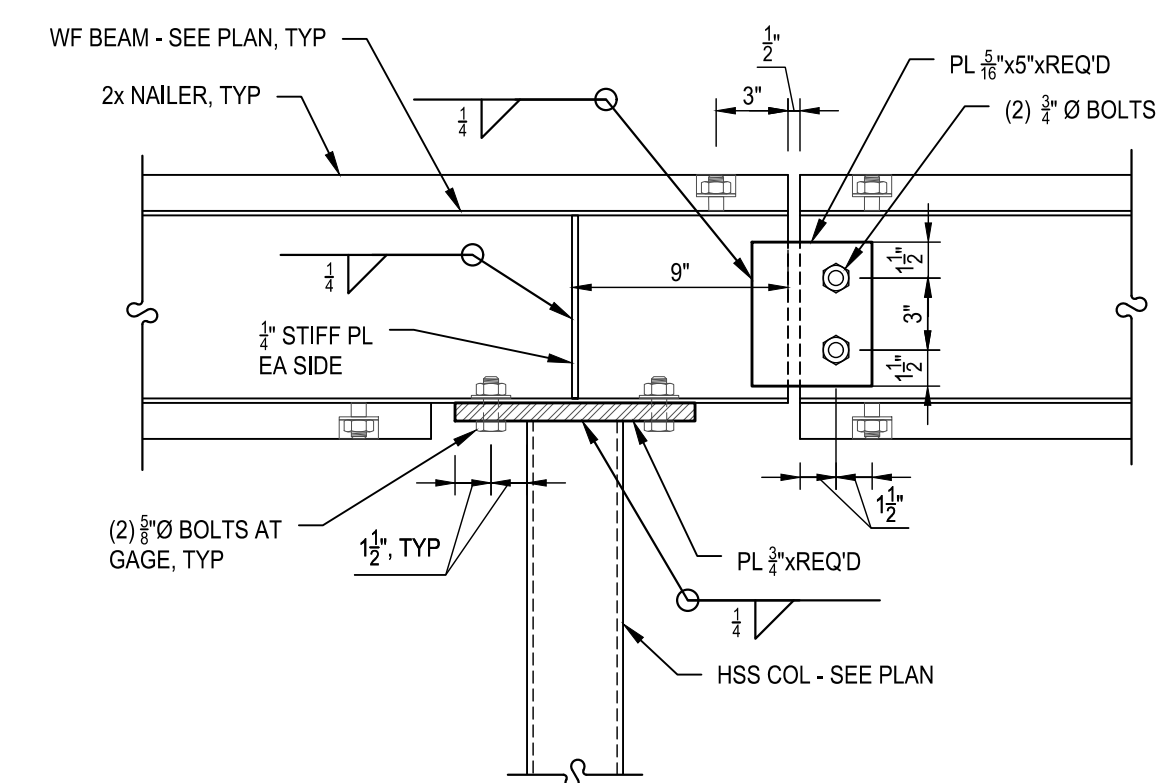 WF BEAM - SEE PLAN, TYP
2x NAILER, TYP
1/2"
3"
PL 5/16"x5"xREQ'D
(2) 3/4" Ø BOLTS
1/4
1/4
9"
1 1/2"
3"
1 1/2"
1/4" STIFF PL
EA SIDE
(2) 5/8"Ø BOLTS AT
GAGE, TYP
1 1/2", TYP
1 1/2"
PL 3/4"xREQ'D
1/4
HSS COL - SEE PLAN